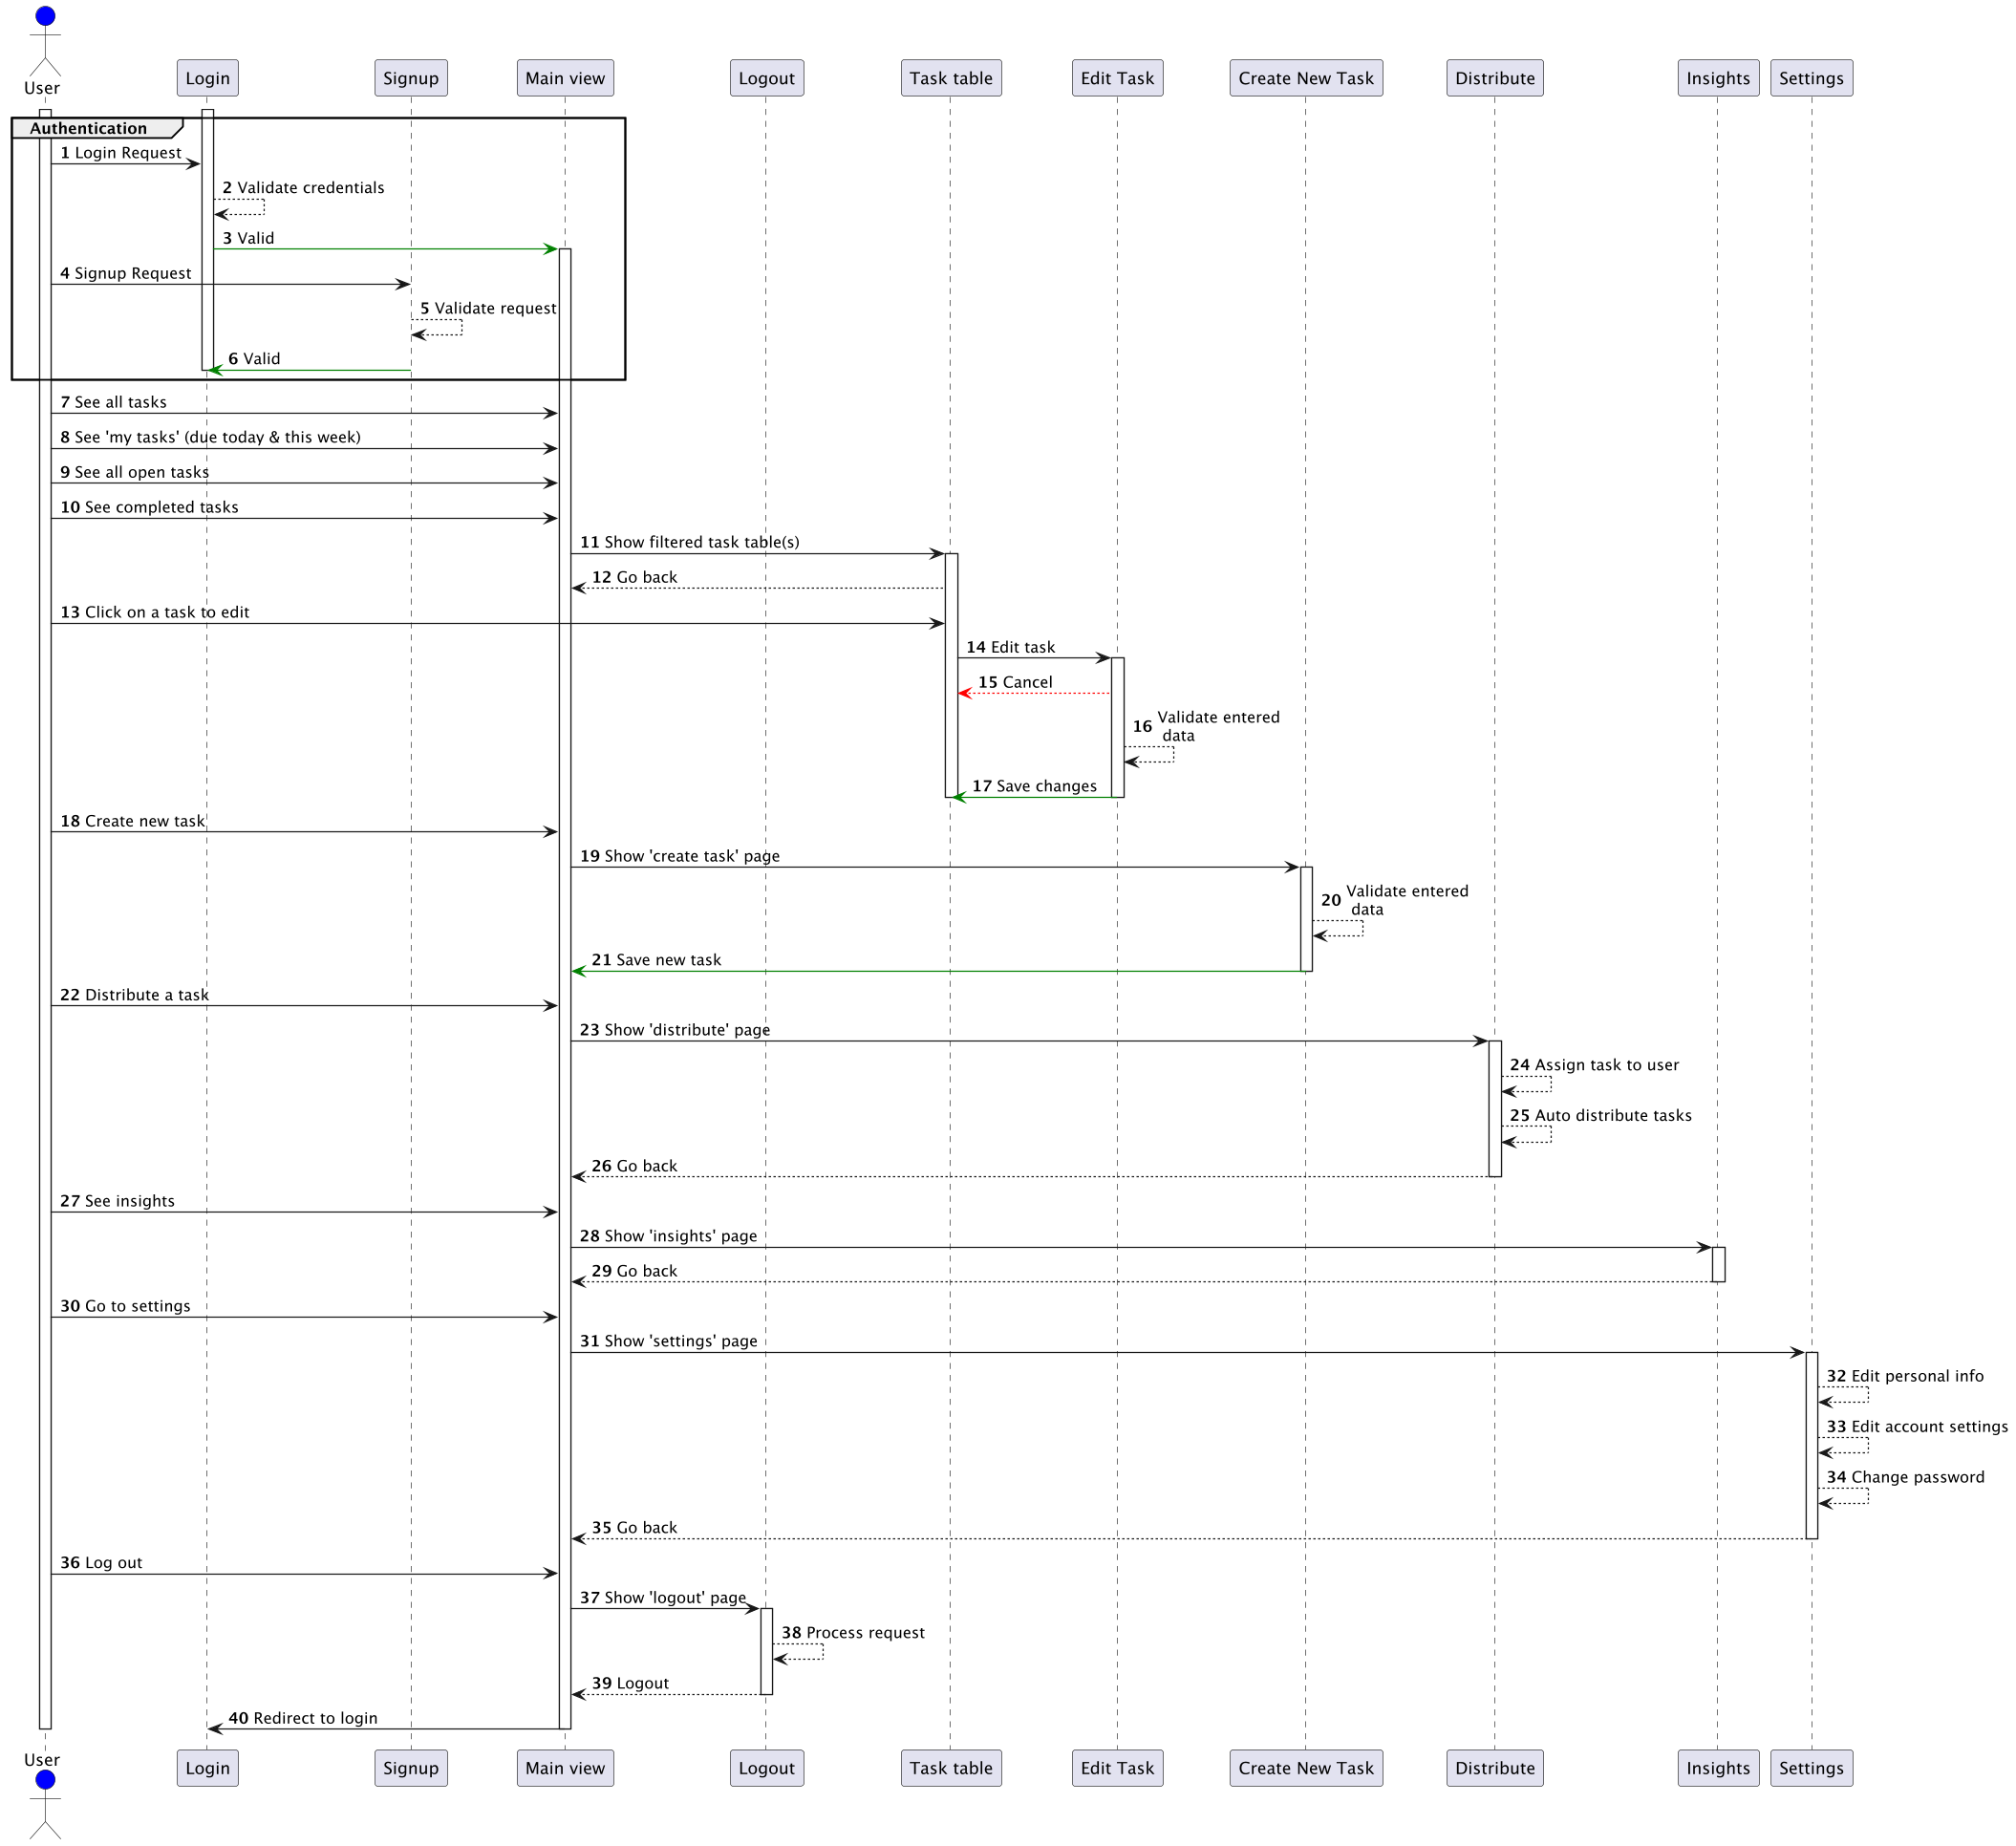 User
Login
Signup
Main view
Logout
Task table
Edit Task
Create New Task
Distribute
Insights
Settings
Authentication
1 Login Request
2 Validate credentials
3 Valid
4 Signup Request
5 Validate request
6 Valid
7 See all tasks
8 See 'my tasks' (due today & this week)
9 See all open tasks
10 See completed tasks
11 Show filtered task table(s)
12 Go back
13 Click on a task to edit
14 Edit task
15 Cancel
16 Validate entered
data
17 Save changes
18 Create new task
19 Show 'create task' page
20 Validate entered
data
21 Save new task
22 Distribute a task
23 Show 'distribute' page
24 Assign task to user
25 Auto distribute tasks
26 Go back
27 See insights
28 Show 'insights' page
29 Go back
30 Go to settings
31 Show 'settings' page
32 Edit personal info
33 Edit account settings
34 Change password
35 Go back
36 Log out
37 Show 'logout' page
38 Process request
39 Logout
40 Redirect to login
User
Login
Signup
Main view
Logout
Task table
Edit Task
Create New Task
Distribute
Insights
Settings